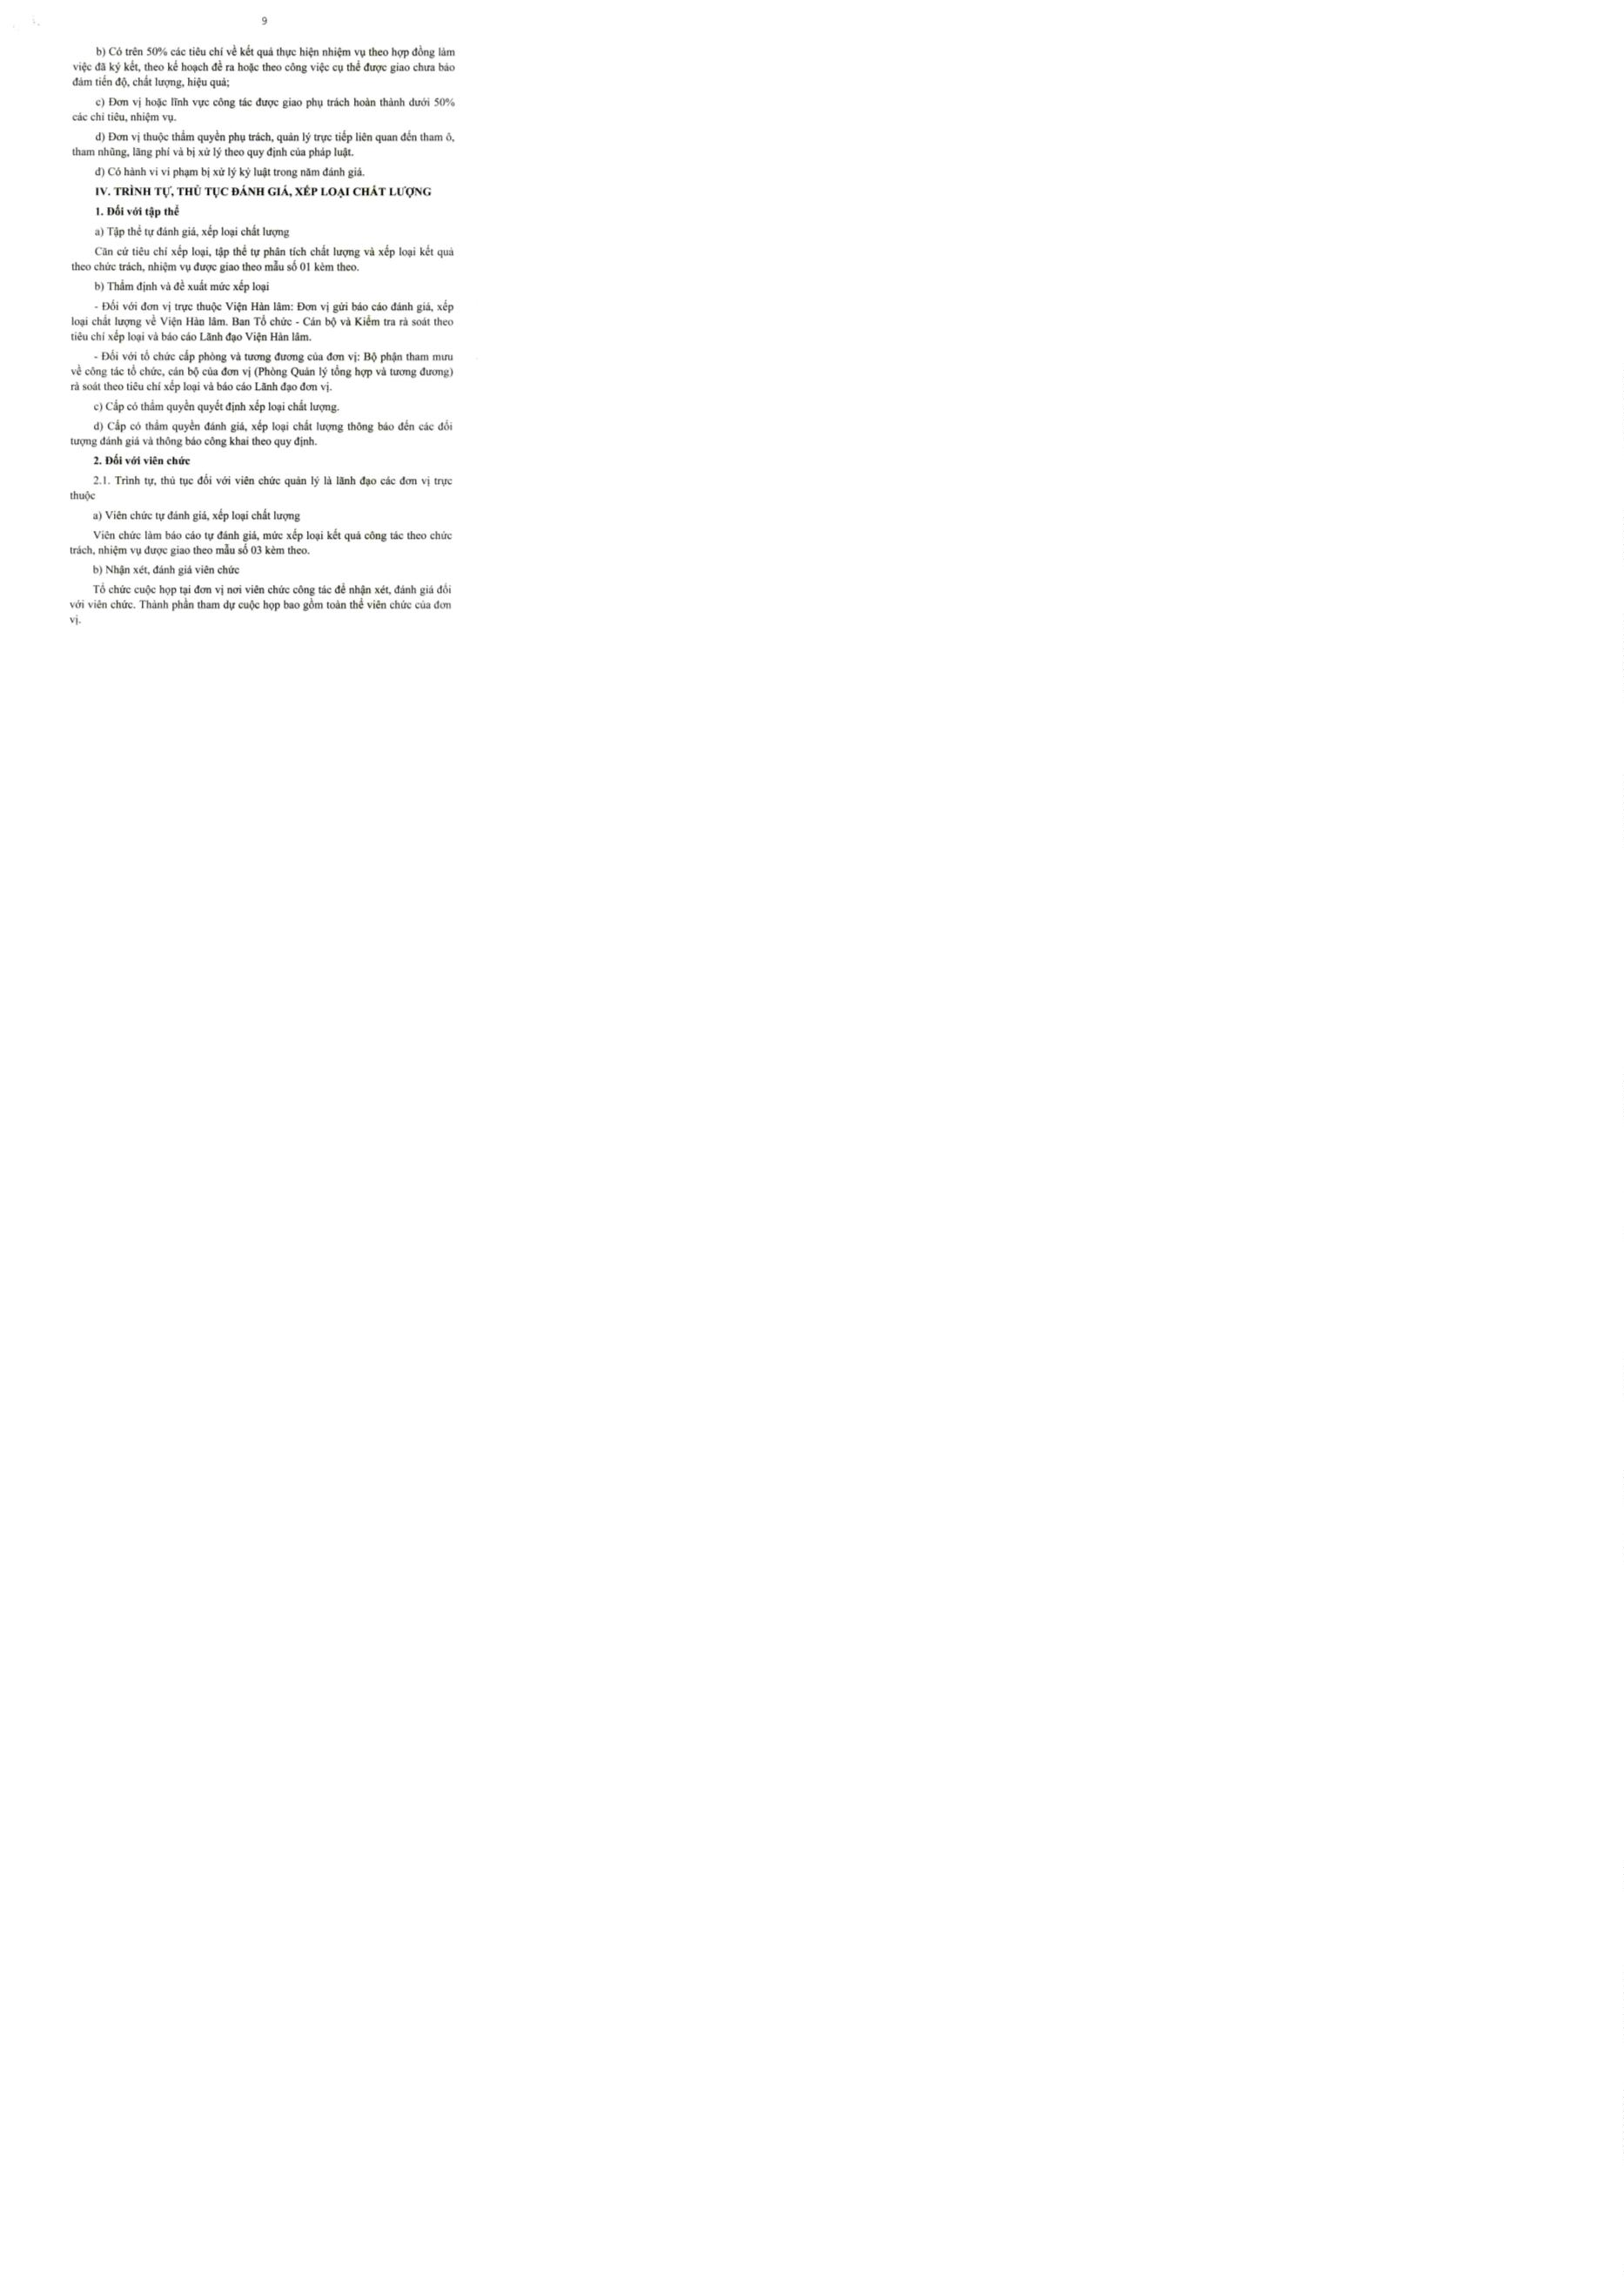 9
b) Có trên 50% các tiêu chí về kết quả thực hiện nhiệm vụ theo hợp đồng làm
việc đã ký kết, theo kế hoạch đề ra hoặc theo công việc cụ thể được giao chưa bảo
đảm tiến độ, chất lượng, hiệu quả;
c) Đơn vị hoặc lĩnh vực công tác được giao phụ trách hoàn thành dưới 50%
các chỉ tiêu, nhiệm vụ.
d) Đơn vị thuộc thẩm quyền phụ trách, quản lý trực tiếp liên quan đến tham ô,
tham nhũng, lãng phí và bị xử lý theo quy định của pháp luật.
đ) Có hành vi vi phạm bị xử lý kỷ luật trong năm đánh giá.
IV. TRÌNH TỰ, THỦ TỤC ĐÁNH GIÁ, XẾP LOẠI CHẤT LƯỢNG
1. Đối với tập thể
a) Tập thể tự đánh giá, xếp loại chất lượng
Căn cứ tiêu chí xếp loại, tập thể tự phân tích chất lượng và xếp loại kết quả
theo chức trách, nhiệm vụ được giao theo mẫu số 01 kèm theo.
b) Thẩm định và đề xuất mức xếp loại
- Đối với đơn vị trực thuộc Viện Hàn lâm: Đơn vị gửi báo cáo đánh giá, xếp
loại chất lượng về Viện Hàn lâm. Ban Tổ chức - Cán bộ và Kiểm tra rà soát theo
tiêu chí xếp loại và báo cáo Lãnh đạo Viện Hàn lâm.
- Đối với tổ chức cấp phòng và tương đương của đơn vị: Bộ phận tham mưu
về công tác tổ chức, cán bộ của đơn vị (Phòng Quản lý tổng hợp và tương đương)
rà soát theo tiêu chí xếp loại và báo cáo Lãnh đạo đơn vị.
c) Cấp có thẩm quyền quyết định xếp loại chất lượng.
d) Cấp có thẩm quyền đánh giá, xếp loại chất lượng thông báo đến các đối
tượng đánh giá và thông báo công khai theo quy định.
2. Đối với viên chức
2.1. Trình tự, thủ tục đối với viên chức quản lý là lãnh đạo các đơn vị trực
thuộc
a) Viên chức tự đánh giá, xếp loại chất lượng
Viên chức làm báo cáo tự đánh giá, mức xếp loại kết quả công tác theo chức
trách, nhiệm vụ được giao theo mẫu số 03 kèm theo.
b) Nhận xét, đánh giá viên chức
Tổ chức cuộc họp tại đơn vị nơi viên chức công tác để nhận xét, đánh giá đối
với viên chức. Thành phần tham dự cuộc họp bao gồm toàn thể viên chức của đơn
vị.